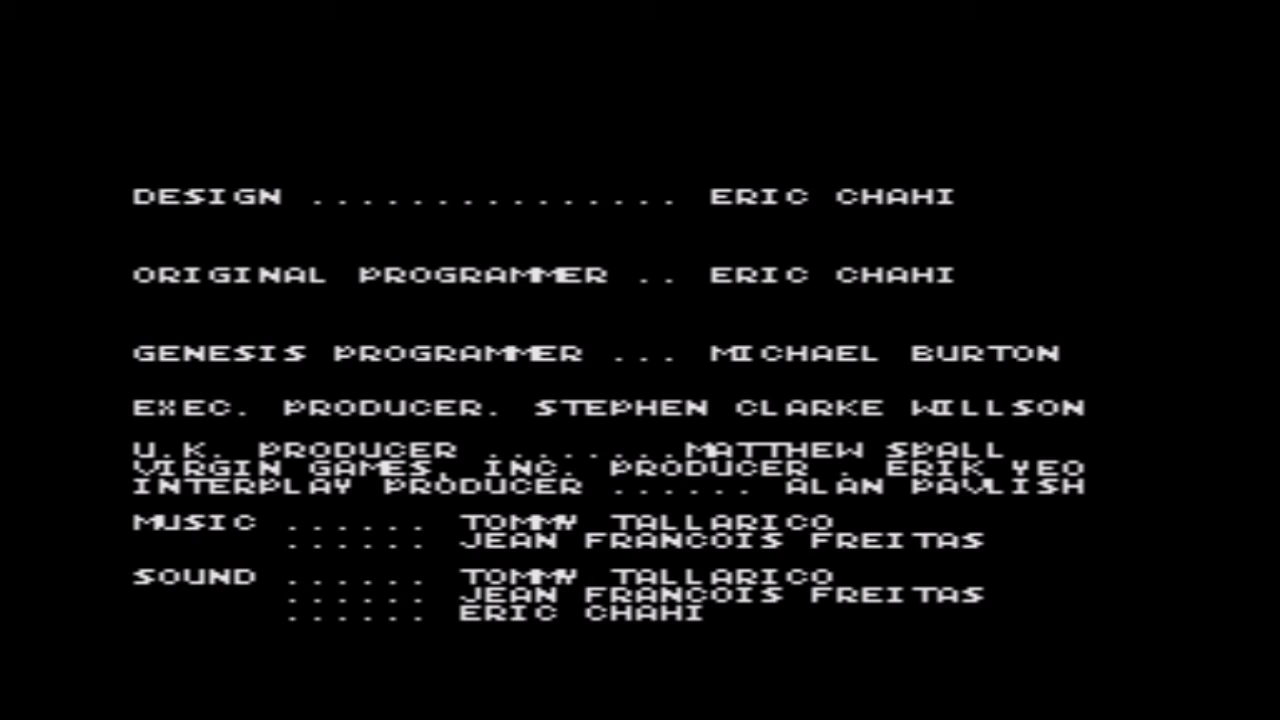 DESIGN ............... ERIC CHAHI
ORIGINAL PROGRAMMER .. ERIC CHAHI
GENESIS PROGRAMMER ... MICHAEL BURTON
EXEC. PRODUCER. STEPHEN CLARKE WILLSON
U.K. PRODUCER ........MATTHEW SPALL
VIRGIN GAMES, INC. PRODUCER . ERIK YEO
INTERPLAY PRODUCER ...... ALAN PAVLISH
MUSIC ...... TOMMY TALLARICO
...... JEAN FRANCOIS FREITAS
SOUND ...... TOMMY TALLARICO
...... JEAN FRANCOIS FREITAS
...... ERIC CHAHI